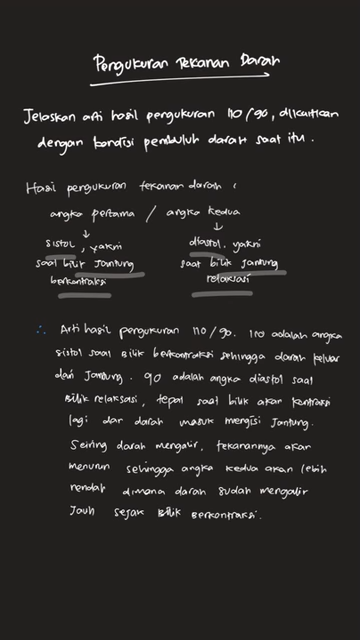 Pengukuran Tekanan Darah
Jelaskan arti hasil pengukuran 110/90, dikaitkan
dengan kondisi pembuluh darah saat itu.
Hasil pengukuran tekanan darah :
angka pertama / angka kedua
↓ ↓
sistol, yakni diastol, yakni
saat bilik jantung saat bilik jantung
berkontraksi relaksasi
∴ Arti hasil pengukuran 110/90. 110 adalah angka
sistol saat bilik berkontraksi sehingga darah keluar
dari jantung. 90 adalah angka diastol saat
bilik relaksasi, tepat saat bilik akan kontraksi
lagi dan darah masuk mengisi jantung.
Seiring darah mengalir, tekanannya akan
menurun sehingga angka kedua akan lebih
rendah dimana darah sudah mengalir
jauh sejak bilik berkontraksi.